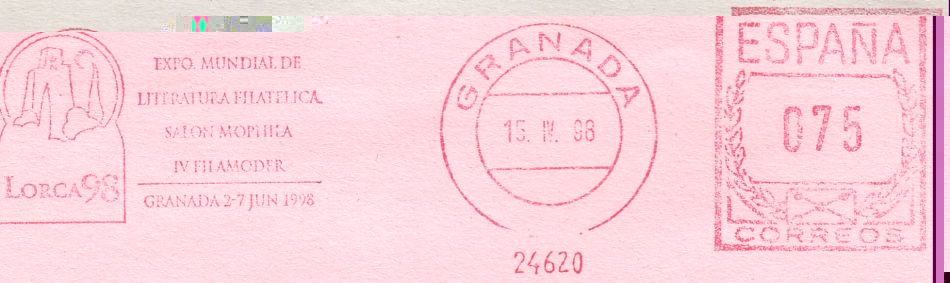 EXPO. MUNDIAL DE
LITERATURA FILATELICA.
SALON MOPHILA
IV FILAMODER
GRANADA 2-7 JUN 1998
LORCA98
GRANADA
15. IV. 98
24620
ESPAÑA
075
CORREOS